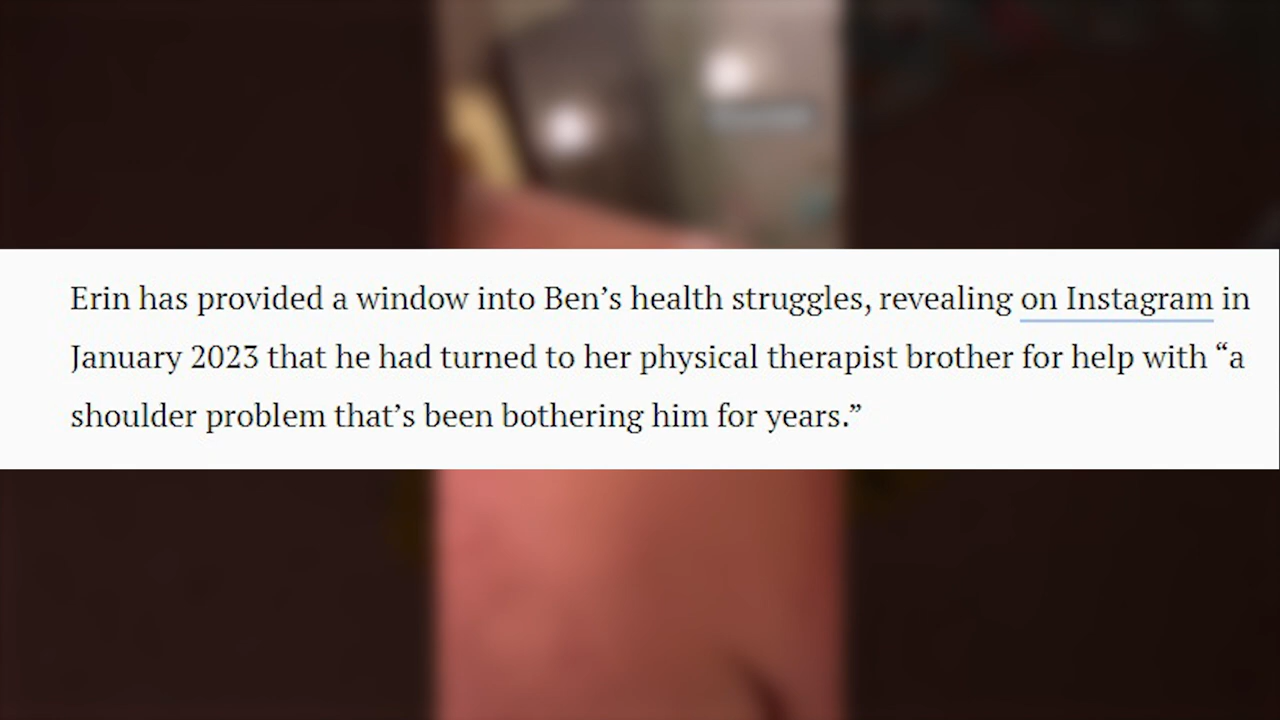 Erin has provided a window into Ben’s health struggles, revealing on Instagram in
January 2023 that he had turned to her physical therapist brother for help with “a
shoulder problem that’s been bothering him for years.”